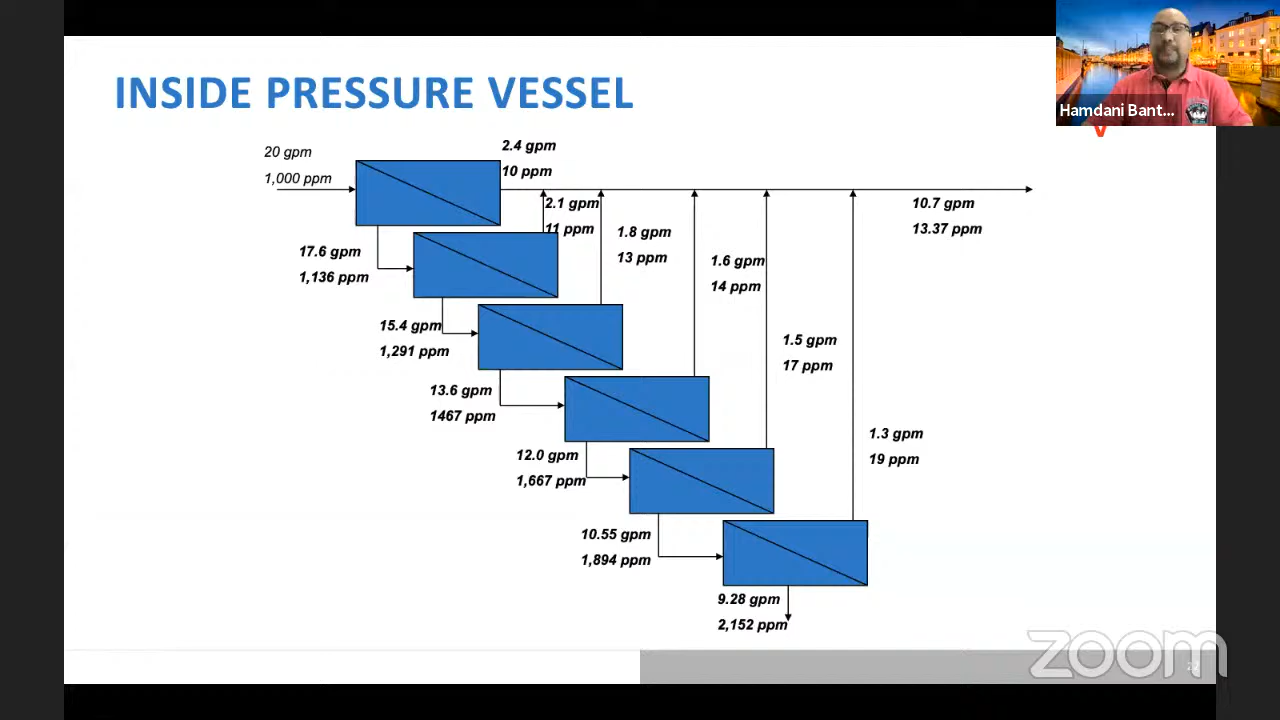 INSIDE PRESSURE VESSEL
Hamdani Bant...
20 gpm
1,000 ppm
2.4 gpm
10 ppm
2.1 gpm
11 ppm
1.8 gpm
13 ppm
1.6 gpm
14 ppm
1.5 gpm
17 ppm
1.3 gpm
19 ppm
10.7 gpm
13.37 ppm
17.6 gpm
1,136 ppm
15.4 gpm
1,291 ppm
13.6 gpm
1467 ppm
12.0 gpm
1,667 ppm
10.55 gpm
1,894 ppm
9.28 gpm
2,152 ppm
zoom